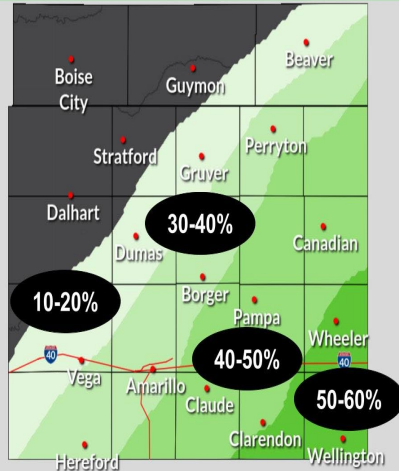 Beaver
Boise
City
Guymon
Perryton
Stratford
Gruver
Dalhart
30-40%
Canadian
Dumas
10-20%
Borger
Pampa
Wheeler
40
40-50%
40
Vega
Amarillo
Claude
50-60%
Clarendon
Hereford
Wellington